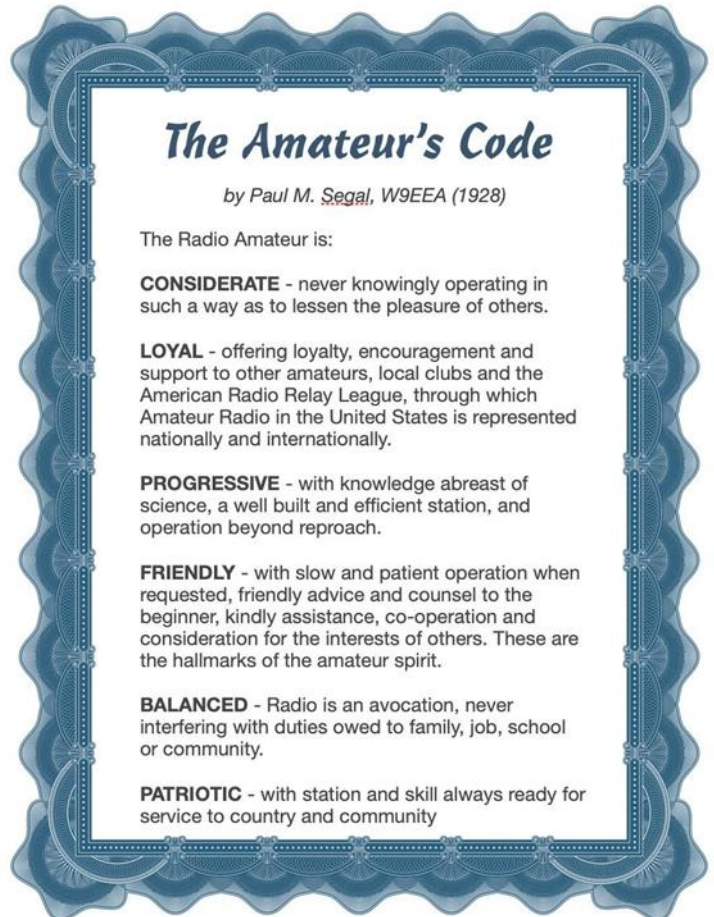 The Amateur's Code
by Paul M. Segal, W9EEA (1928)
The Radio Amateur is:
CONSIDERATE - never knowingly operating in
such a way as to lessen the pleasure of others.
LOYAL - offering loyalty, encouragement and
support to other amateurs, local clubs and the
American Radio Relay League, through which
Amateur Radio in the United States is represented
nationally and internationally.
PROGRESSIVE - with knowledge abreast of
science, a well built and efficient station, and
operation beyond reproach.
FRIENDLY - with slow and patient operation when
requested, friendly advice and counsel to the
beginner, kindly assistance, co-operation and
consideration for the interests of others. These are
the hallmarks of the amateur spirit.
BALANCED - Radio is an avocation, never
interfering with duties owed to family, job, school
or community.
PATRIOTIC - with station and skill always ready for
service to country and community